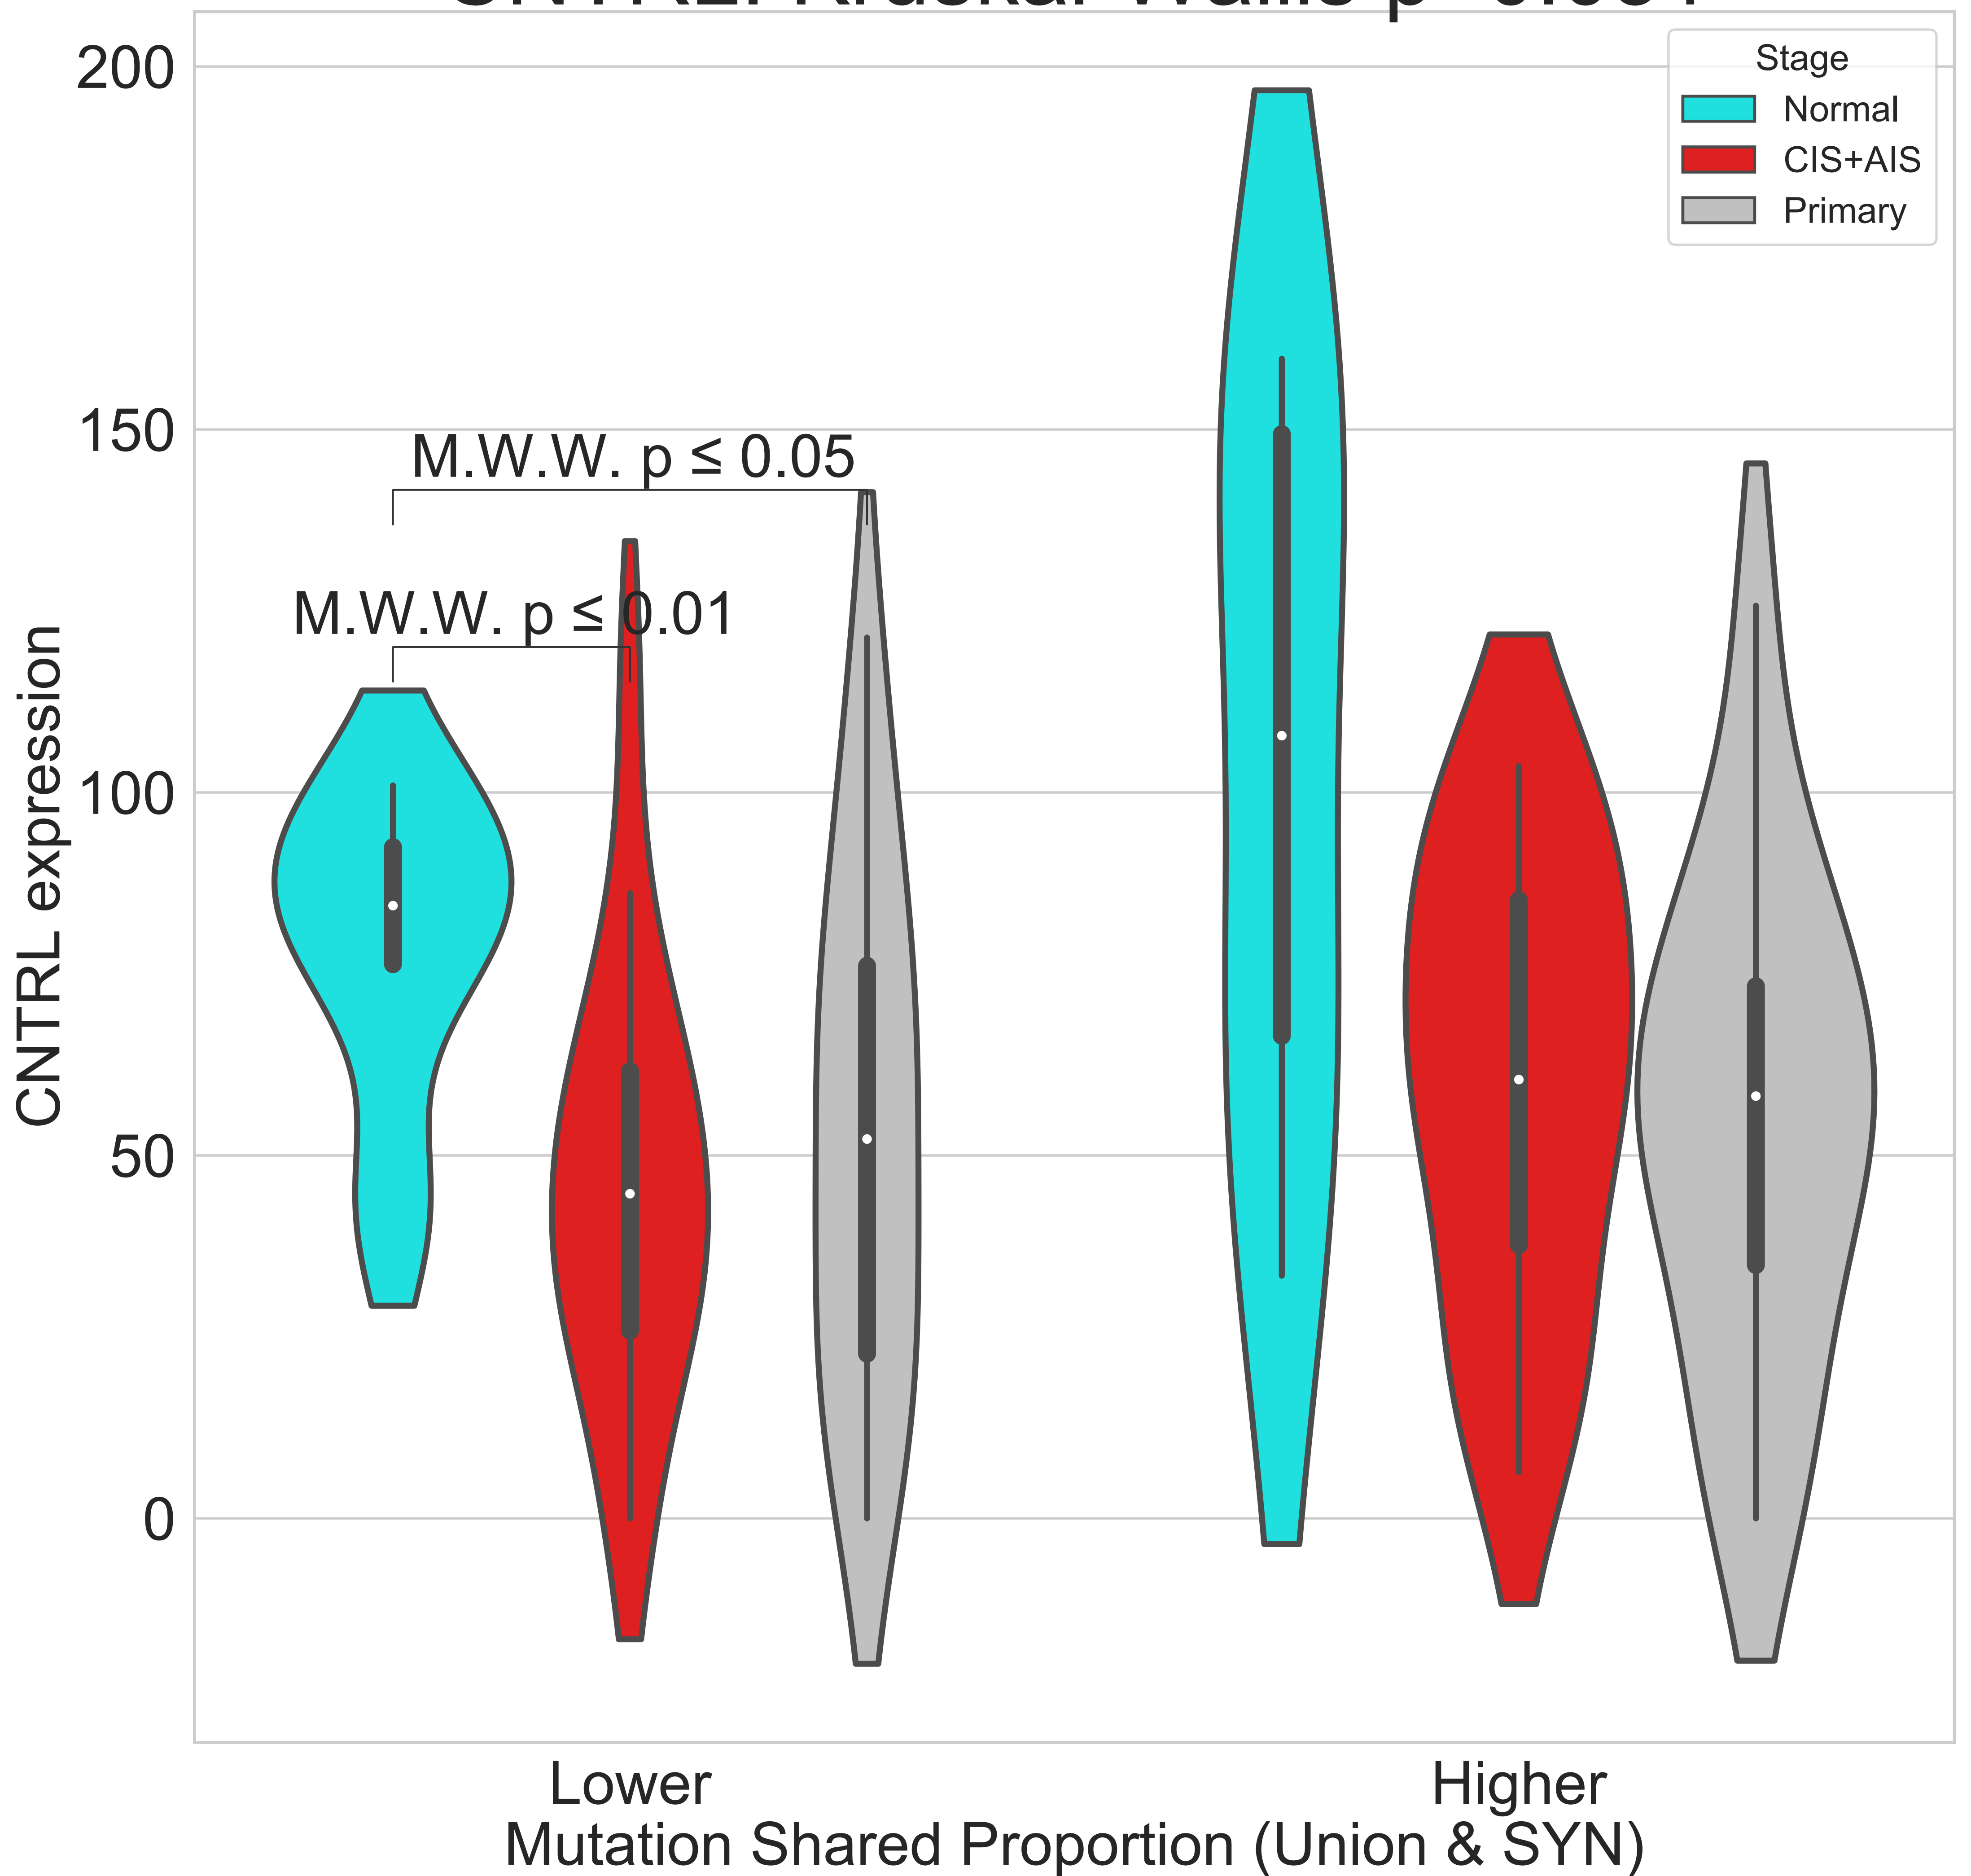 200
150
100
50
0
CNTRL expression
Stage
Normal
CIS+AIS
Primary
M.W.W. p ≤ 0.05
M.W.W. p ≤ 0.01
Lower
Higher
Mutation Shared Proportion (Union & SYN)